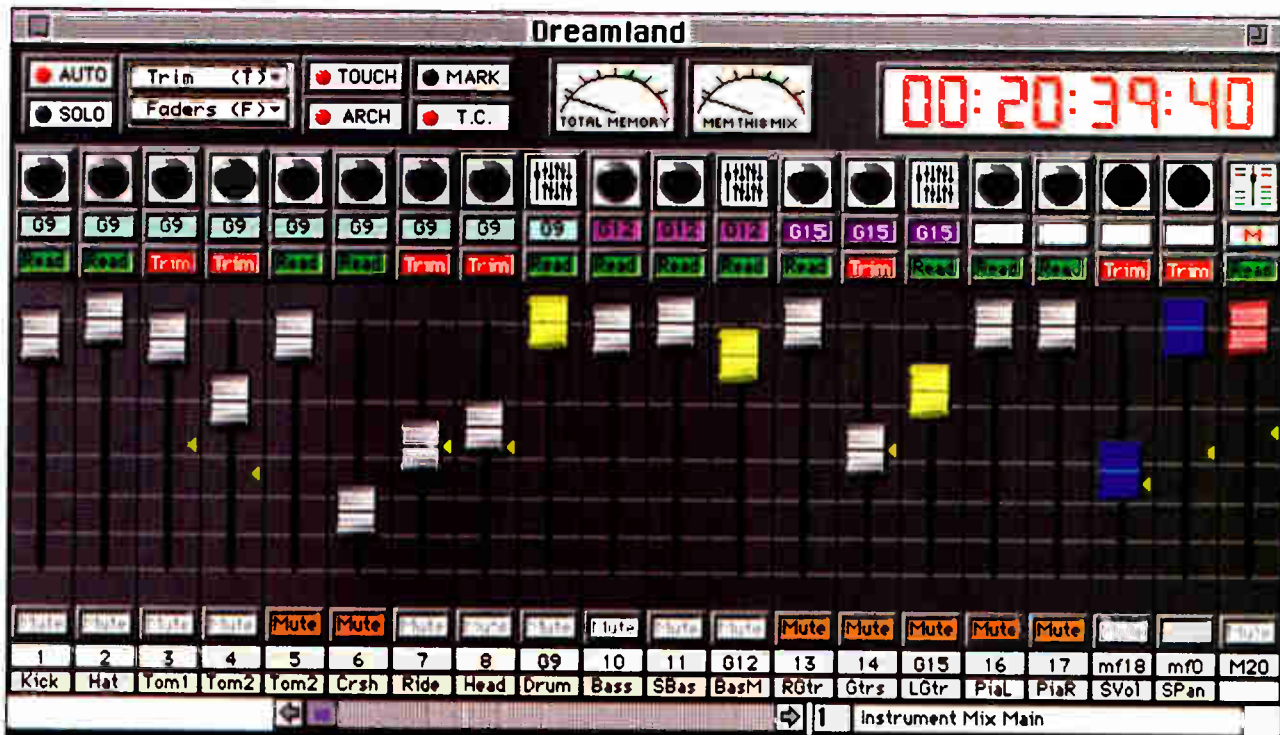 Dreamland
AUTO Trim (T) TOUCH MARK
SOLO Faders (F) ARCH T.C.
TOTAL MEMORY MEM THIS MIX
00:20:39:40
G9 G9 G9 G9 G9 G9 G9 G9 G9 G12 G12 G12 G15 G15 G15 M
Read Read Trim Trim Read Read Trim Trim Read Read Read Read Read Trim Read Read Read Trim Trim Read
Mute Mute Mute Mute Mute Mute Mute Mute Mute Mute Mute Mute Mute Mute Mute Mute Mute Mute Mute
1 2 3 4 5 6 7 8 G9 10 11 G12 13 14 G15 16 17 mf18 mf0 M20
Kick Hat Tom1 Tom2 Tom2 Crsh Ride Head Drum Bass SBas BasM RGtr Gtrs LGtr PiaL PiaR SVol SPan
1 Instrument Mix Main